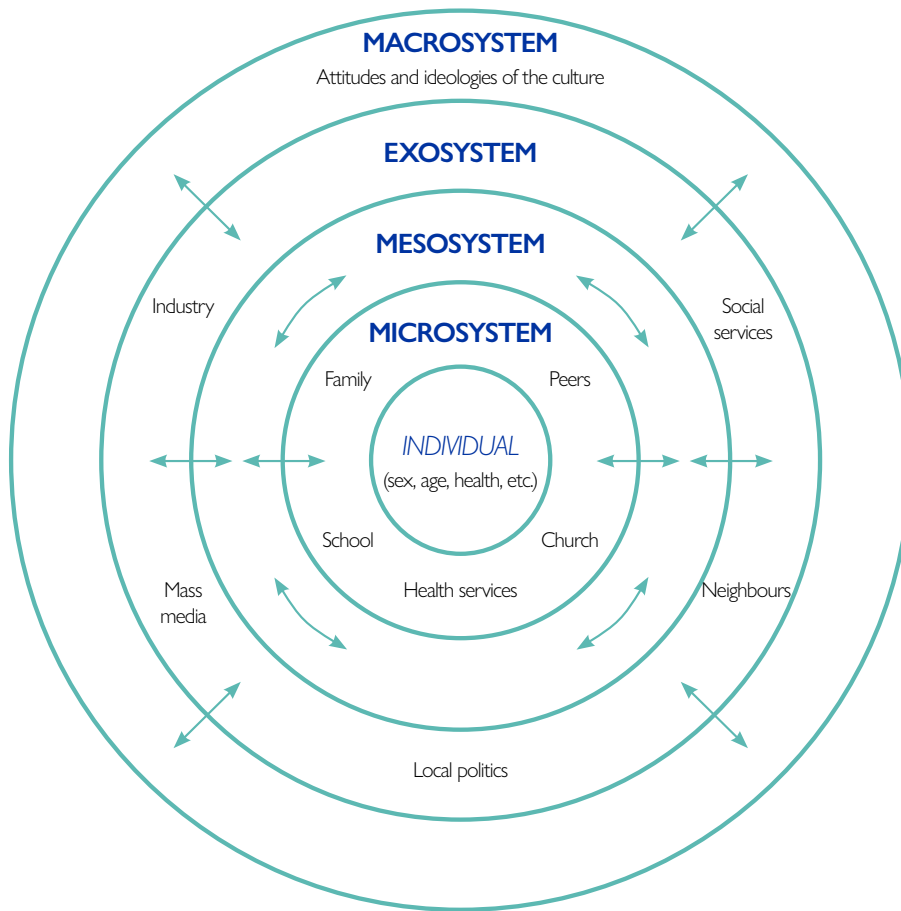 MACROSYSTEM
Attitudes and ideologies of the culture
EXOSYSTEM
MESOSYSTEM
Industry
Social
services
MICROSYSTEM
Family
Peers
INDIVIDUAL
(sex, age, health, etc.)
School
Church
Health services
Mass
media
Neighbours
Local politics